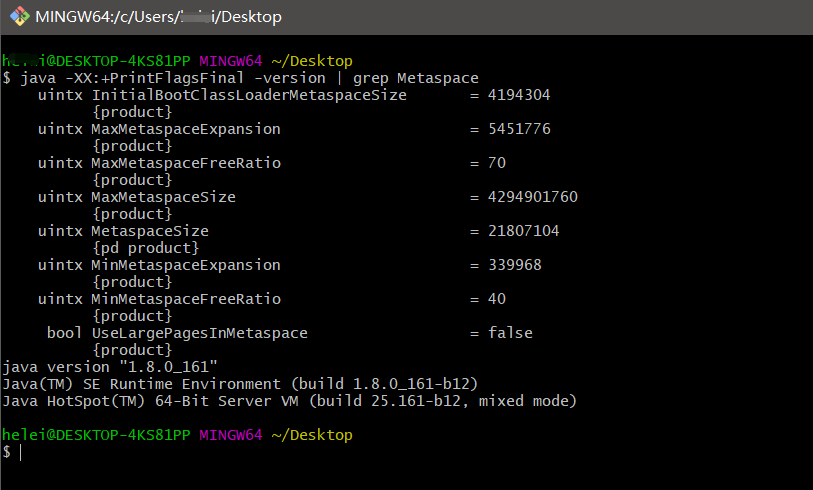 MINGW64:/c/Users/ i/Desktop
@DESKTOP-4KS81PP MINGW64 ~/Desktop
$ java -XX:+PrintFlagsFinal -version | grep Metaspace
uintx InitialBootClassLoaderMetaspaceSize = 4194304
{product}
uintx MaxMetaspaceExpansion = 5451776
{product}
uintx MaxMetaspaceFreeRatio = 70
{product}
uintx MaxMetaspaceSize = 4294901760
{product}
uintx MetaspaceSize = 21807104
{pd product}
uintx MinMetaspaceExpansion = 339968
{product}
uintx MinMetaspaceFreeRatio = 40
{product}
bool UseLargePagesInMetaspace = false
{product}
java version "1.8.0_161"
Java(TM) SE Runtime Environment (build 1.8.0_161-b12)
Java HotSpot(TM) 64-Bit Server VM (build 25.161-b12, mixed mode)
helei@DESKTOP-4KS81PP MINGW64 ~/Desktop
$